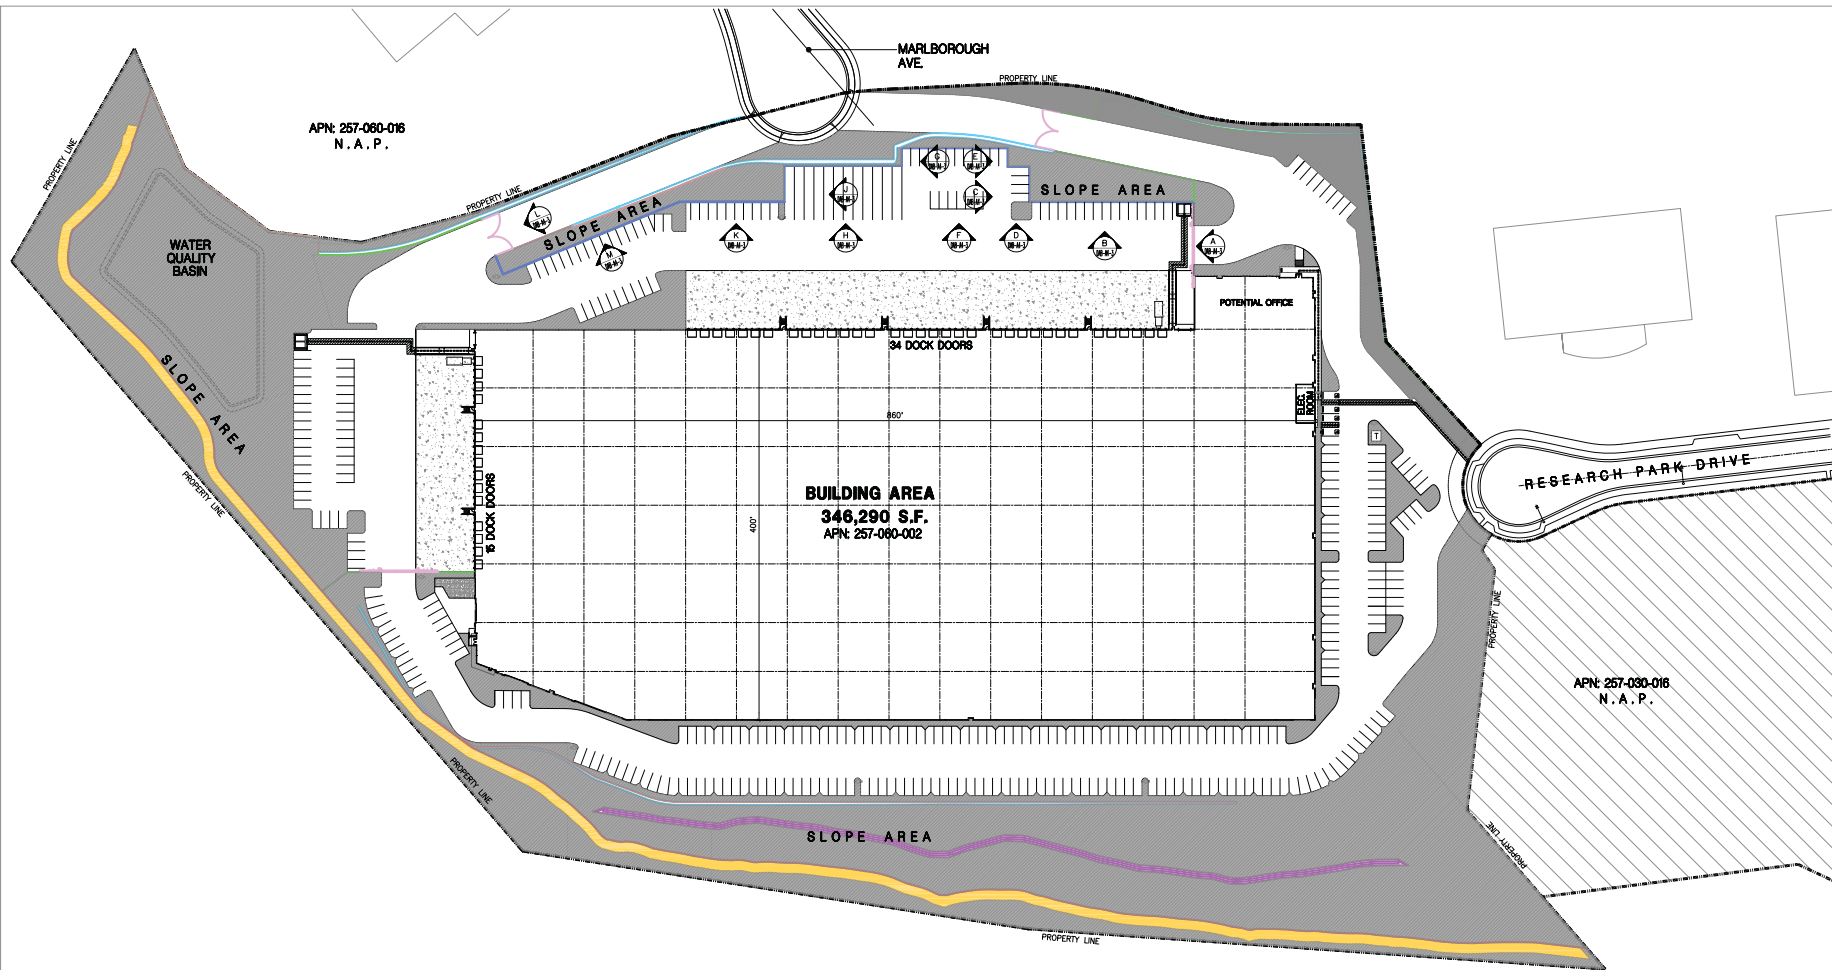 MARLBOROUGH
AVE.
PROPERTY LINE
APN: 257-060-016
N.A.P.
PROPERTY LINE
PROPERTY LINE
G
E
J
C
SLOPE AREA
L
SLOPE AREA
K
H
F
D
B
A
M
WATER
QUALITY
BASIN
POTENTIAL OFFICE
34 DOCK DOORS
SLOPE AREA
860'
ELEC.
ROOM
T
RESEARCH PARK DRIVE
PROPERTY LINE
15 DOCK DOORS
BUILDING AREA
346,290 S.F.
APN: 257-060-002
400'
PROPERTY LINE
APN: 257-030-016
N.A.P.
PROPERTY LINE
SLOPE AREA
PROPERTY LINE
PROPERTY LINE